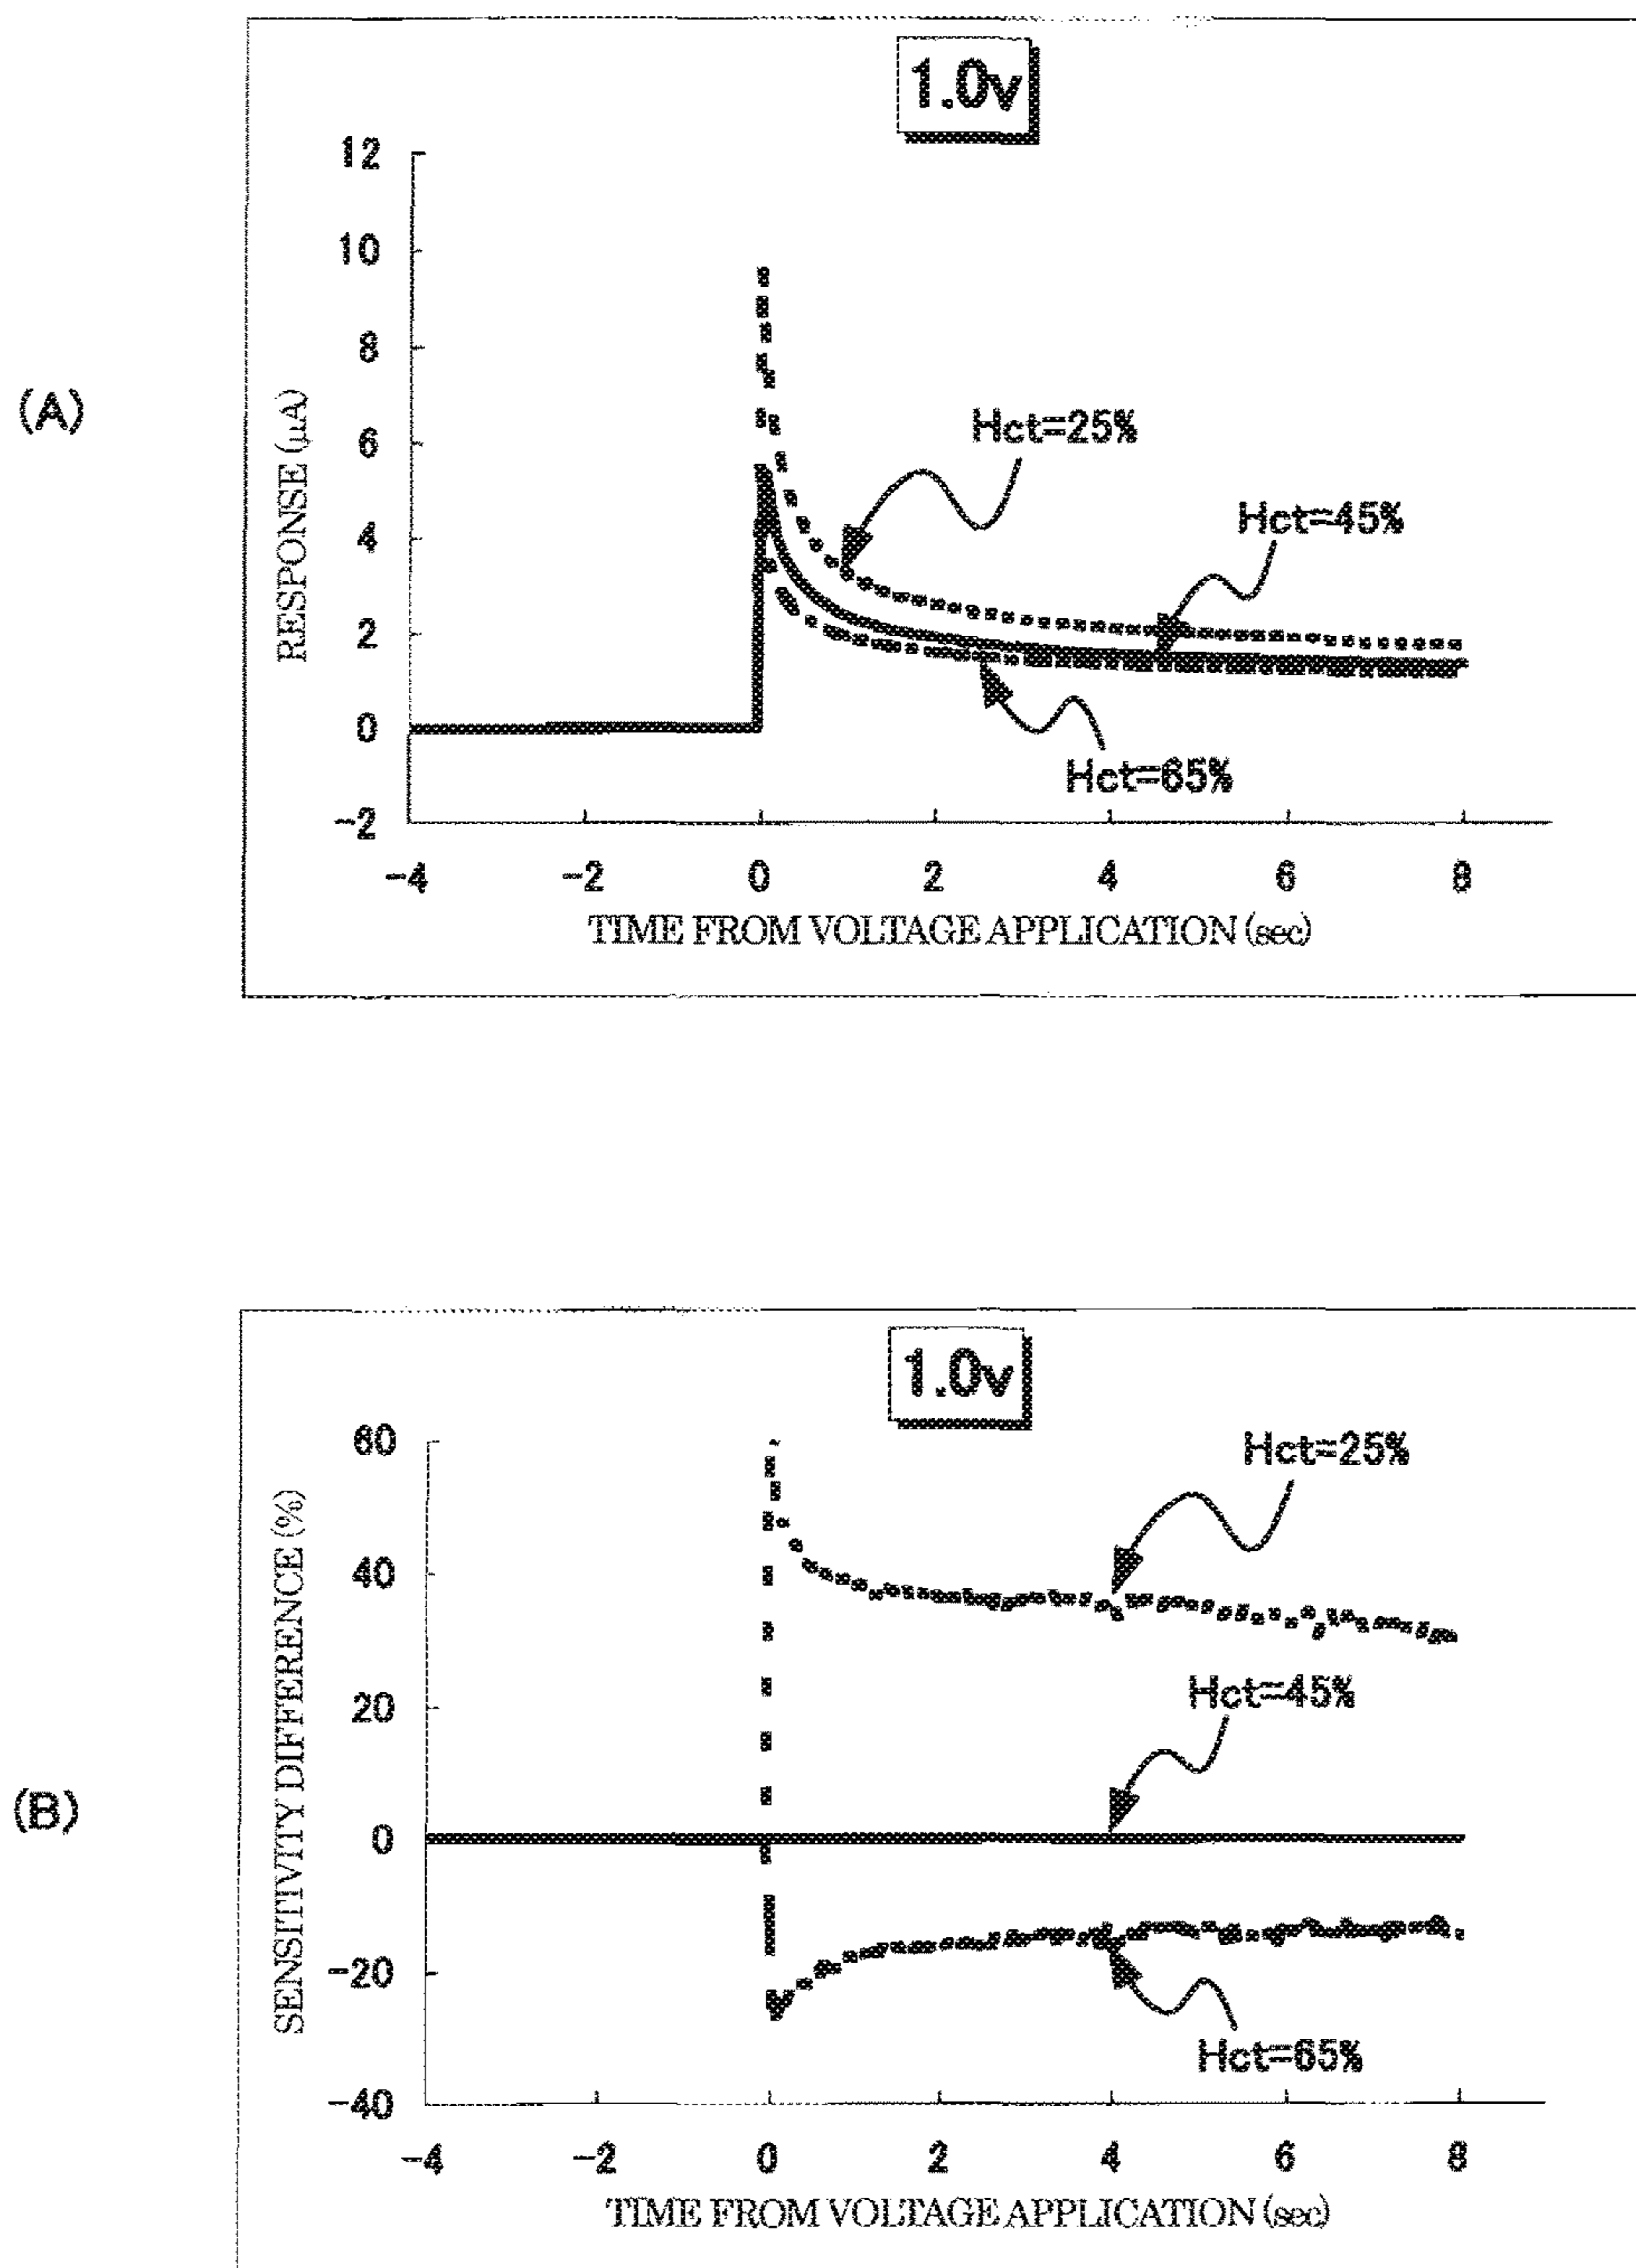 (A)
1.0v
12
10
8
6
4
2
0
-2
RESPONSE (μA)
Hct=25%
Hct=45%
Hct=65%
-4 -2 0 2 4 6 8
TIME FROM VOLTAGE APPLICATION (sec)
(B)
1.0v
60
40
20
0
-20
-40
SENSITIVITY DIFFERENCE (%)
Hct=25%
Hct=45%
Hct=65%
-4 -2 0 2 4 6 8
TIME FROM VOLTAGE APPLICATION (sec)